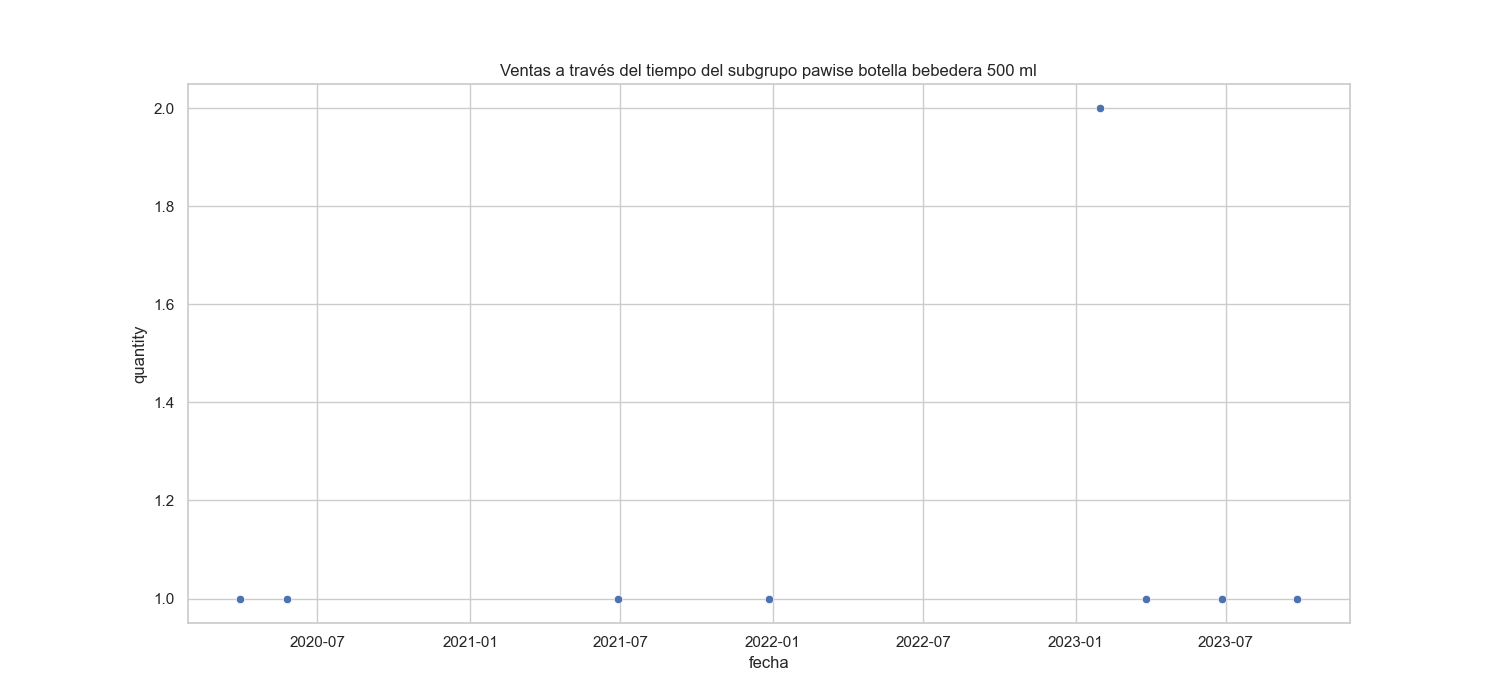 Ventas a través del tiempo del subgrupo pawise botella bebedera 500 ml
2.0
1.8
1.6
1.4
1.2
1.0
quantity
2020-07 2021-01 2021-07 2022-01 2022-07 2023-01 2023-07
fecha